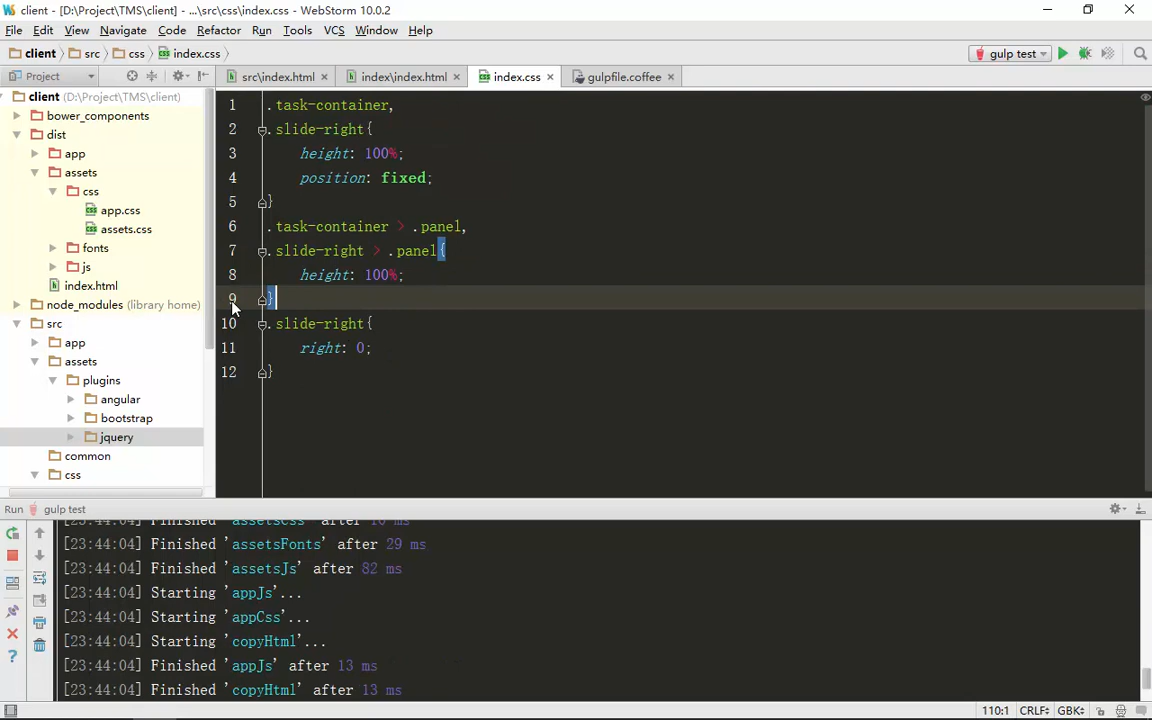 client - [D:\Project\TMS\client] - ...\src\css\index.css - WebStorm 10.0.2
File Edit View Navigate Code Refactor Run Tools VCS Window Help
client src css index.css gulp test
Project src\index.html index\index.html index.css gulpfile.coffee
client (D:\Project\TMS\client)
bower_components
dist
app
assets
css
app.css
assets.css
fonts
js
index.html
node_modules (library home)
src
app
assets
plugins
angular
bootstrap
jquery
common
css
1 .task-container,
2 .slide-right{
3 height: 100%;
4 position: fixed;
5 }
6 .task-container > .panel,
7 .slide-right > .panel{
8 height: 100%;
9 }
10 .slide-right{
11 right: 0;
12 }
Run gulp test
[23:44:04] Finished 'assetsCss' after 10 ms
[23:44:04] Finished 'assetsFonts' after 29 ms
[23:44:04] Finished 'assetsJs' after 82 ms
[23:44:04] Starting 'appJs'...
[23:44:04] Starting 'appCss'...
[23:44:04] Starting 'copyHtml'...
[23:44:04] Finished 'appJs' after 13 ms
[23:44:04] Finished 'copyHtml' after 13 ms
110:1 CRLF GBK